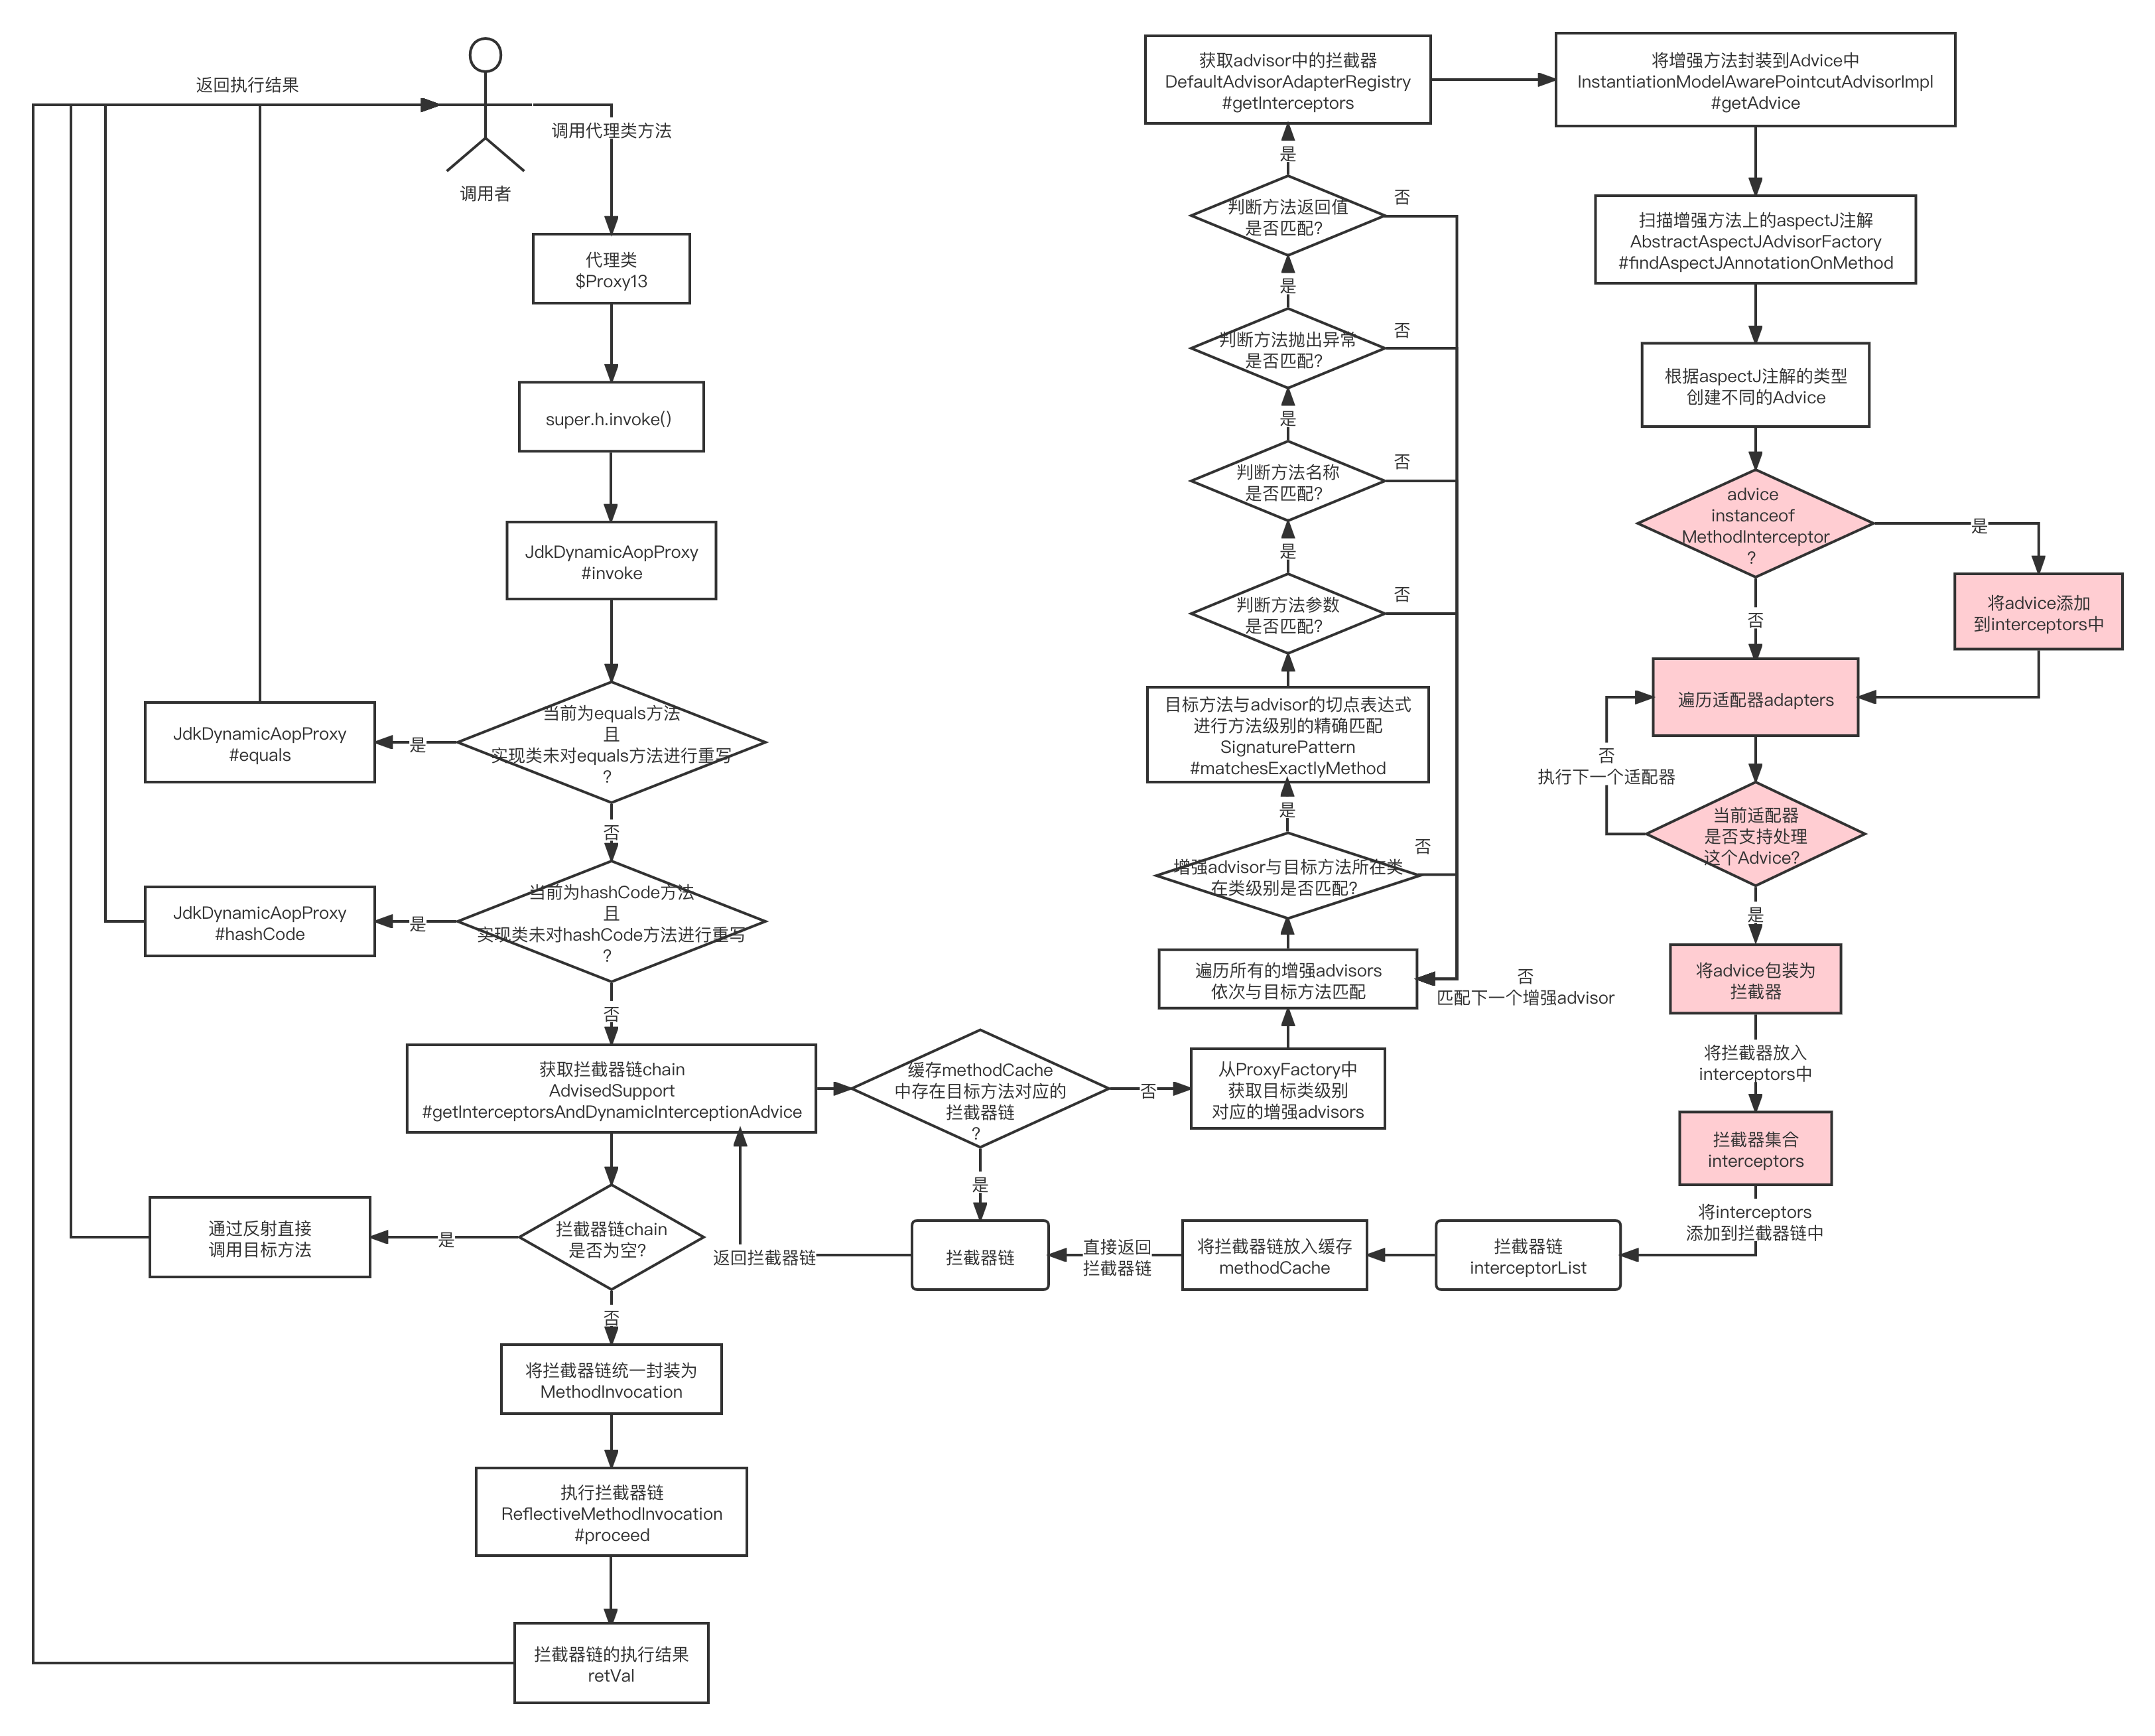 返回执行结果
调用者
调用代理类方法
代理类
$Proxy13
super.h.invoke()
JdkDynamicAopProxy
#invoke
当前为equals方法
且
实现类未对equals方法进行重写
?
是
JdkDynamicAopProxy
#equals
否
当前为hashCode方法
且
实现类未对hashCode方法进行重写
?
是
JdkDynamicAopProxy
#hashCode
否
获取拦截器链chain
AdvisedSupport
#getInterceptorsAndDynamicInterceptionAdvice
拦截器链chain
是否为空?
是
通过反射直接
调用目标方法
否
将拦截器链统一封装为
MethodInvocation
执行拦截器链
ReflectiveMethodInvocation
#proceed
拦截器链的执行结果
retVal
缓存methodCache
中存在目标方法对应的
拦截器链
?
是
否
从ProxyFactory中
获取目标类级别
对应的增强advisors
遍历所有的增强advisors
依次与目标方法匹配
否
匹配下一个增强advisor
增强advisor与目标方法所在类
在类级别是否匹配?
否
是
目标方法与advisor的切点表达式
进行方法级别的精确匹配
SignaturePattern
#matchesExactlyMethod
判断方法参数
是否匹配?
否
是
判断方法名称
是否匹配?
否
是
判断方法抛出异常
是否匹配?
否
是
判断方法返回值
是否匹配?
否
是
获取advisor中的拦截器
DefaultAdvisorAdapterRegistry
#getInterceptors
将增强方法封装到Advice中
InstantiationModelAwarePointcutAdvisorImpl
#getAdvice
扫描增强方法上的aspectJ注解
AbstractAspectJAdvisorFactory
#findAspectJAnnotationOnMethod
根据aspectJ注解的类型
创建不同的Advice
advice
instanceof
MethodInterceptor
?
是
将advice添加
到interceptors中
否
遍历适配器adapters
否
执行下一个适配器
当前适配器
是否支持处理
这个Advice?
是
将advice包装为
拦截器
将拦截器放入
interceptors中
拦截器集合
interceptors
将interceptors
添加到拦截器链中
拦截器链
interceptorList
将拦截器链放入缓存
methodCache
直接返回
拦截器链
拦截器链
返回拦截器链